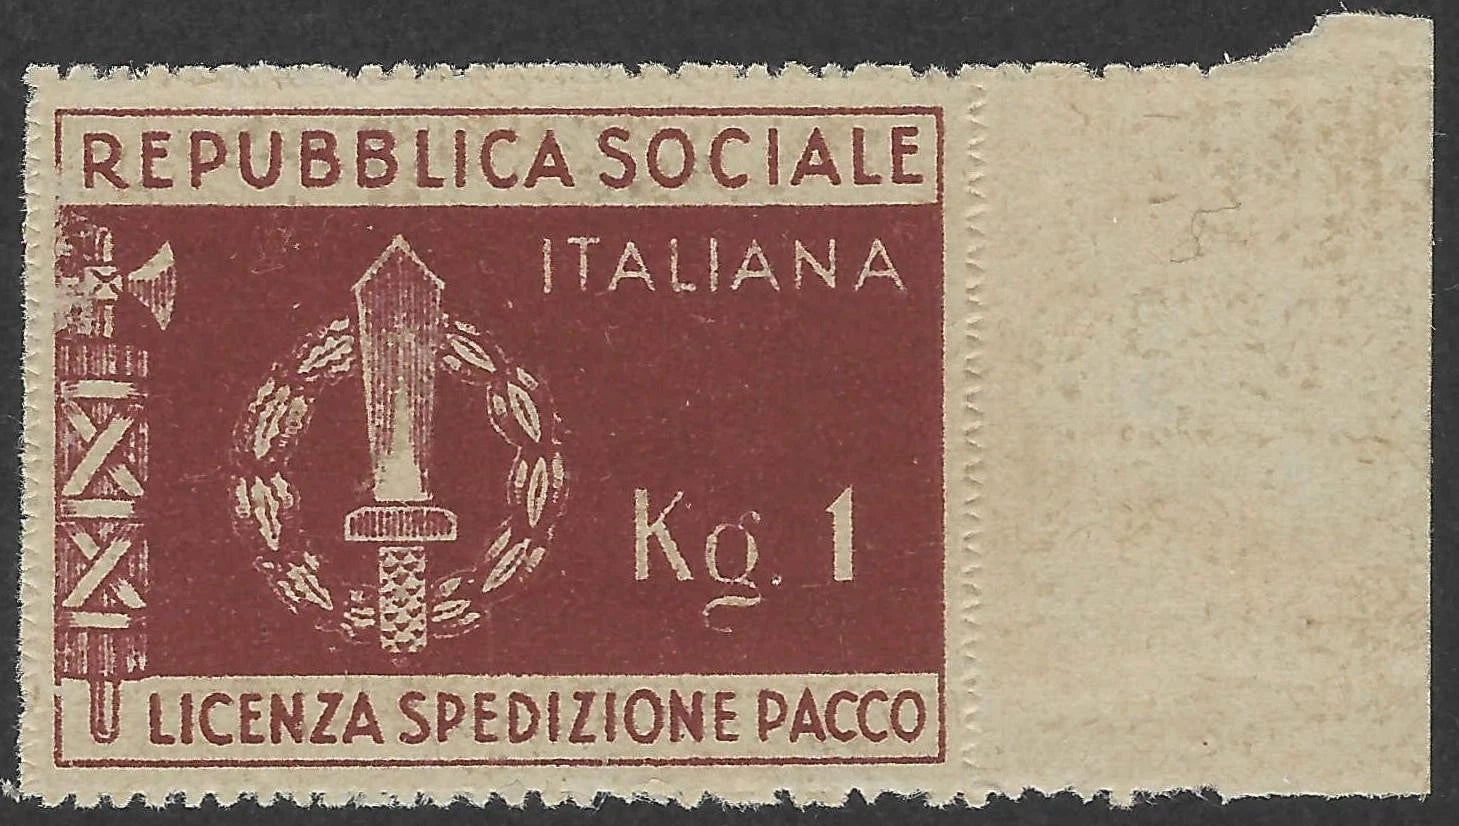 REPUBBLICA SOCIALE
ITALIANA
Kg. 1
LICENZA SPEDIZIONE PACCO